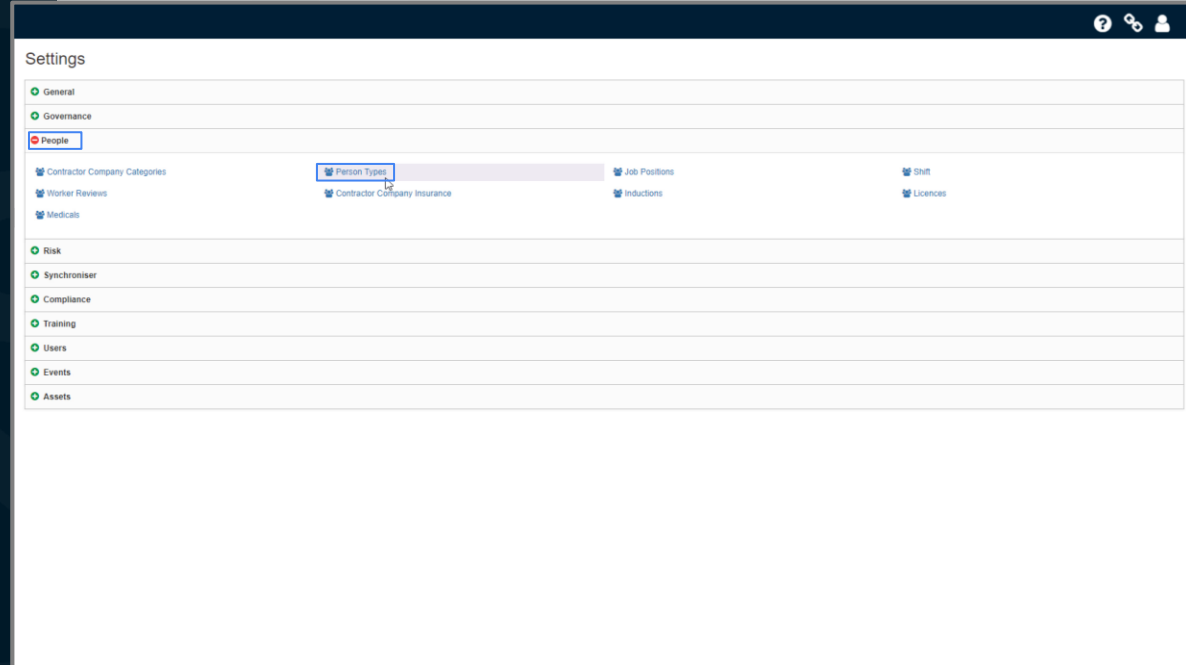 Settings
General
Governance
People
Contractor Company Categories Person Types Job Positions Shift
Worker Reviews Contractor Company Insurance Inductions Licences
Medicals
Risk
Synchroniser
Compliance
Training
Users
Events
Assets